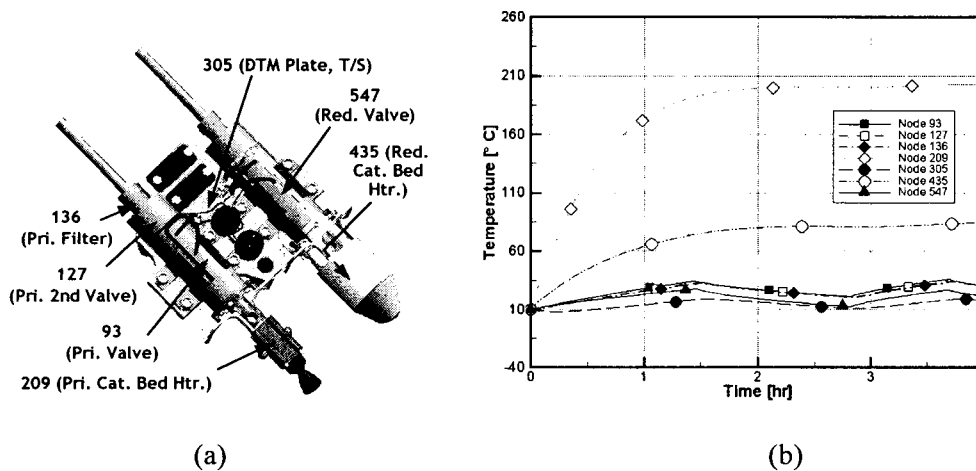 305 (DTM Plate, T/S)
547
(Red. Valve)
435 (Red.
Cat. Bed
Htr.)
136
(Pri. Filter)
127
(Pri. 2nd Valve)
93
(Pri. Valve)
209 (Pri. Cat. Bed Htr.)
(a)
260
210
160
110
60
10
-40
Temperature [° C]
0
1
2
3
Time [hr]
Node 93
Node 127
Node 136
Node 209
Node 305
Node 435
Node 547
(b)